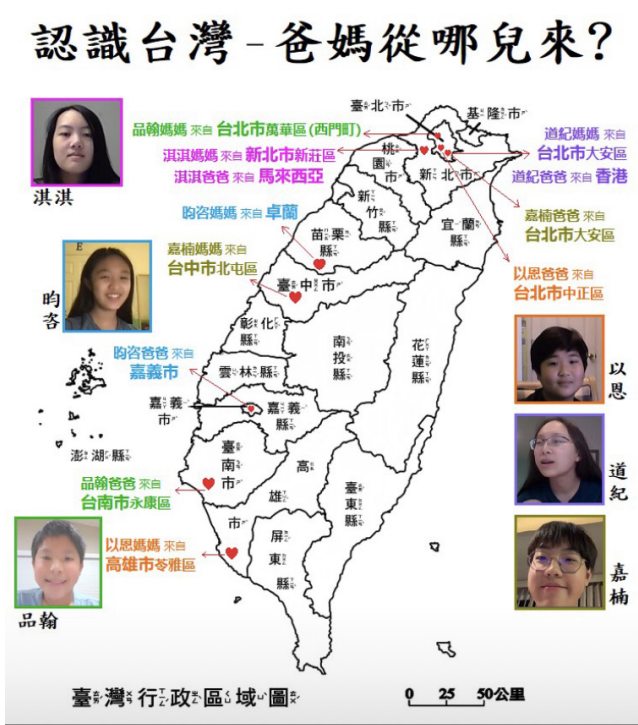 認識台灣-爸媽從哪兒來?
臺北市
基隆市
品翰媽媽 來自 台北市萬華區(西門町)
淇淇媽媽 來自 新北市新莊區
淇淇爸爸 來自 馬來西亞
道紀媽媽 來自
台北市大安區
道紀爸爸 來自 香港
淇淇
桃園市
新北市
昀咨媽媽 來自 卓蘭
新竹縣
宜蘭縣
嘉楠爸爸 來自
台北市大安區
苗栗縣
E
昀咨
嘉楠媽媽 來自
台中市北屯區
臺中市
以恩爸爸 來自
台北市中正區
彰化縣
南投縣
花蓮縣
昀咨爸爸 來自
嘉義市
雲林縣
以恩
嘉義市
嘉義縣
澎湖縣
臺南市
高雄市
臺東縣
道紀
品翰爸爸 來自
台南市永康區
以恩媽媽 來自
高雄市苓雅區
屏東縣
嘉楠
品翰
臺灣行政區域圖
0 25 50公里